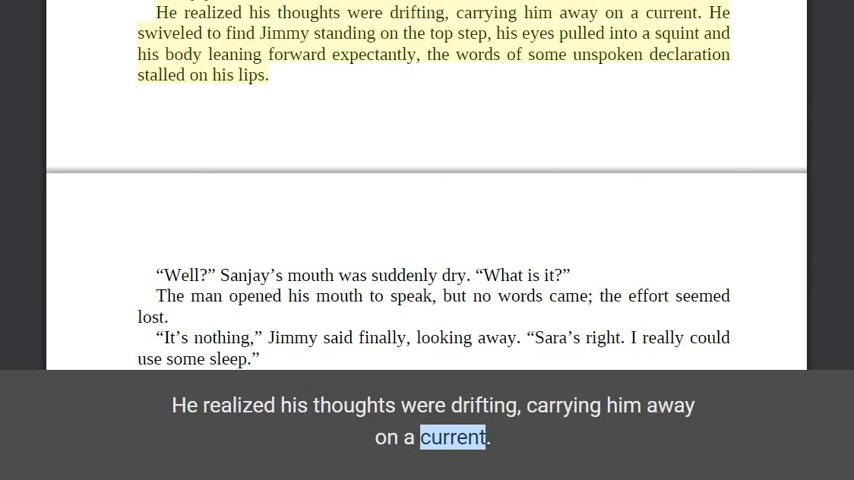 He realized his thoughts were drifting, carrying him away on a current. He
swiveled to find Jimmy standing on the top step, his eyes pulled into a squint and
his body leaning forward expectantly, the words of some unspoken declaration
stalled on his lips.
“Well?” Sanjay’s mouth was suddenly dry. “What is it?”
The man opened his mouth to speak, but no words came; the effort seemed
lost.
“It’s nothing,” Jimmy said finally, looking away. “Sara’s right. I really could
use some sleep.”
He realized his thoughts were drifting, carrying him away
on a current.